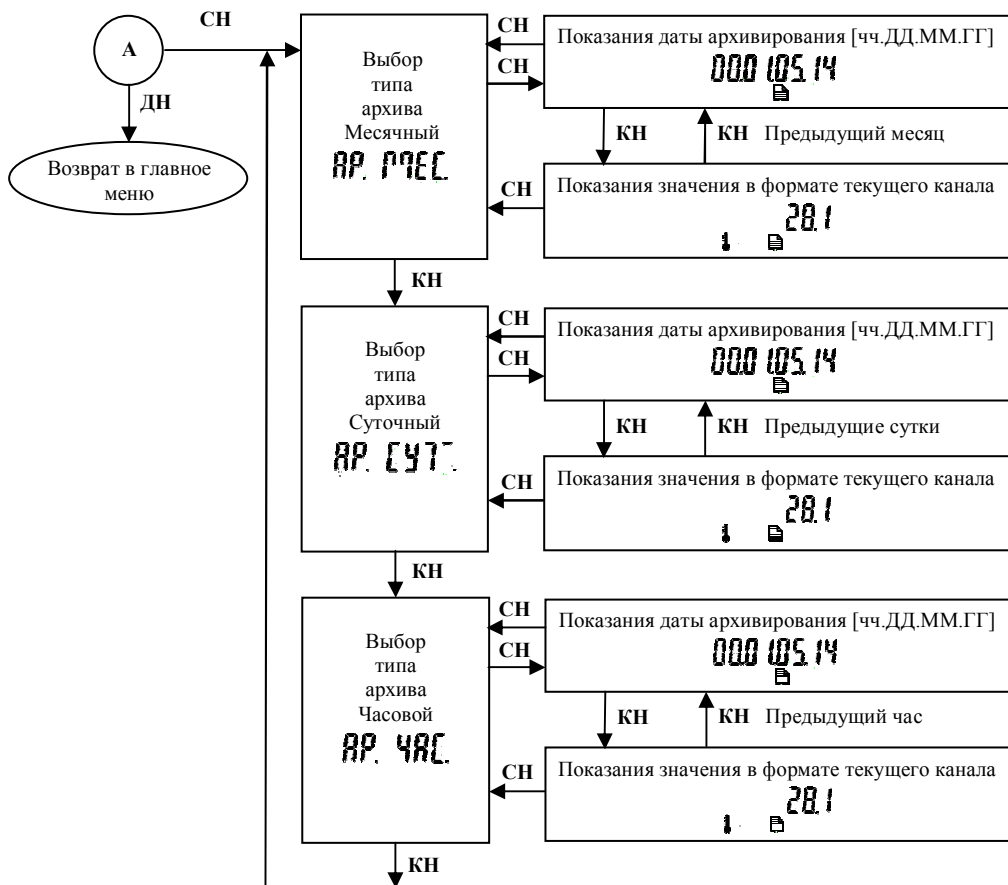 СН
А
ДН
Возврат в главное
меню
Выбор
типа
архива
Месячный
АР. МЕС.
СН
СН
Показания даты архивирования [чч.ДД.ММ.ГГ]
00.01.05.14
КН
КН Предыдущий месяц
СН
Показания значения в формате текущего канала
28.1
1
КН
Выбор
типа
архива
Суточный
АР. СУТ.
СН
СН
Показания даты архивирования [чч.ДД.ММ.ГГ]
00.01.05.14
КН
КН Предыдущие сутки
СН
Показания значения в формате текущего канала
28.1
1
КН
Выбор
типа
архива
Часовой
АР. ЧАС.
СН
СН
Показания даты архивирования [чч.ДД.ММ.ГГ]
00.01.05.14
КН
КН Предыдущий час
СН
Показания значения в формате текущего канала
28.1
1
КН